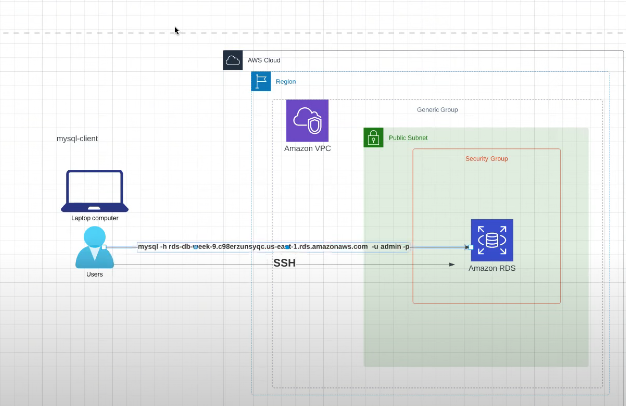 AWS Cloud
Region
Generic Group
Amazon VPC
Public Subnet
mysql-client
Security Group
Laptop computer
mysql -h rds-db-week-9.c98erzunsyqc.us-east-1.rds.amazonaws.com -u admin -p
SSH
Amazon RDS
Users